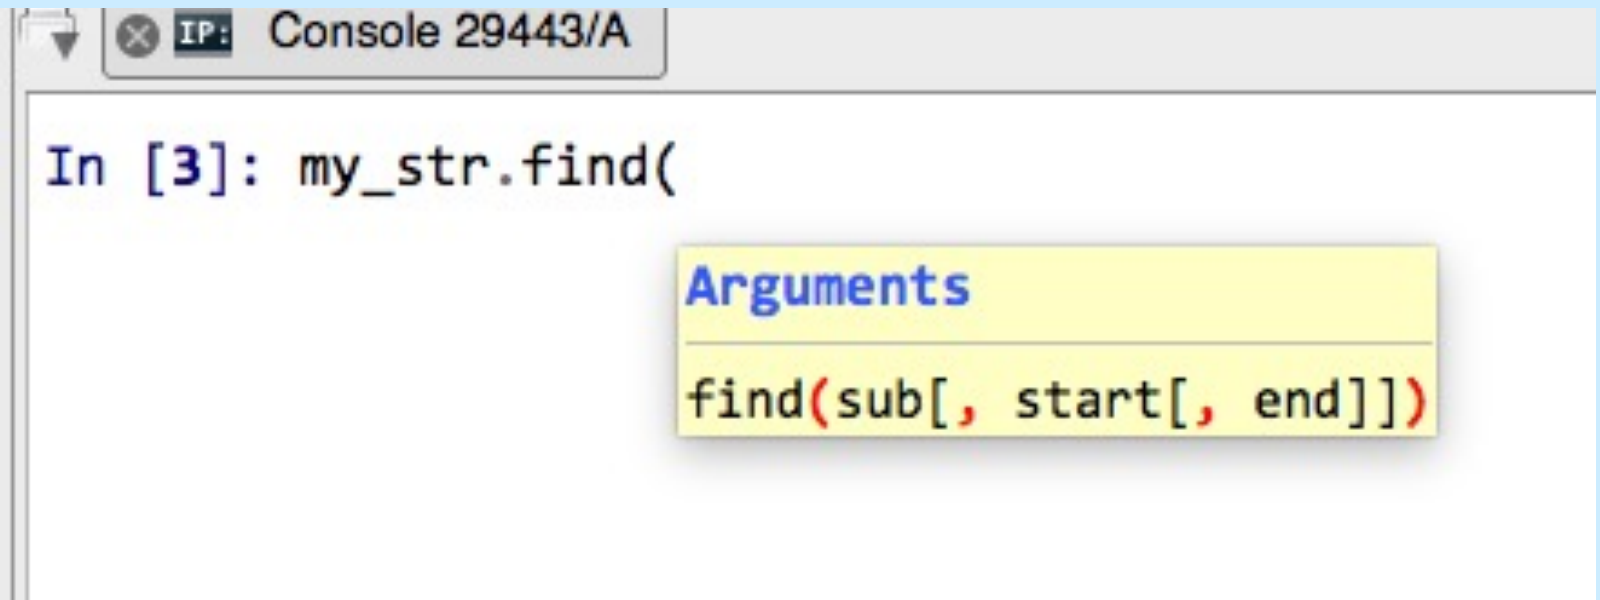 IP: Console 29443/A
In [3]: my_str.find(
Arguments
find(sub[, start[, end]])